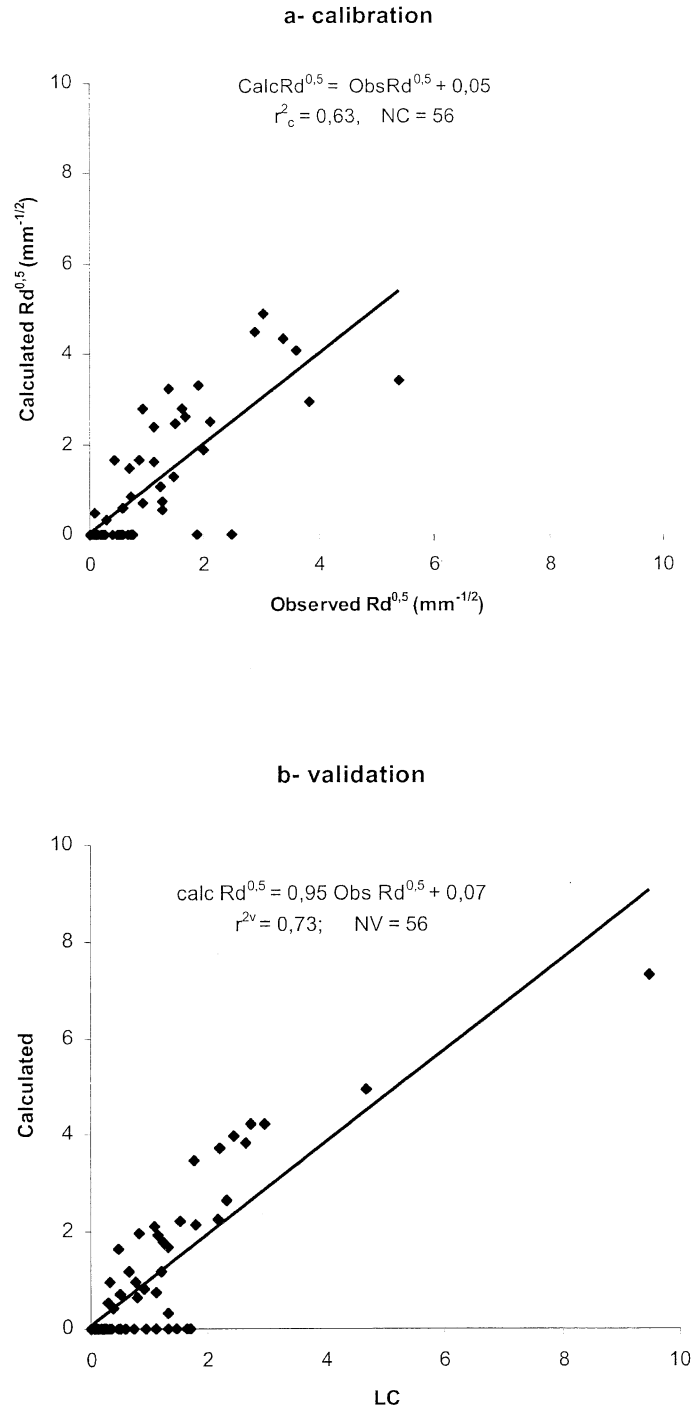 a- calibration
10
CalcRd^0,5 = ObsRd^0,5 + 0,05
r²c = 0,63, NC = 56
8
6
4
2
0
Calculated Rd^0,5 (mm^-1/2)
0 2 4 6 8 10
Observed Rd^0,5 (mm^-1/2)
b- validation
10
calc Rd^0,5 = 0,95 Obs Rd^0,5 + 0,07
r^2v = 0,73; NV = 56
8
6
4
2
0
Calculated
0 2 4 6 8 10
LC